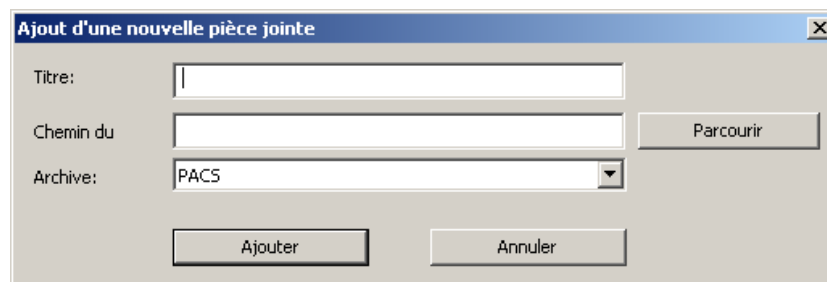 Ajout d'une nouvelle pièce jointe
Titre:
Chemin du
Parcourir
Archive:
PACS
Ajouter
Annuler